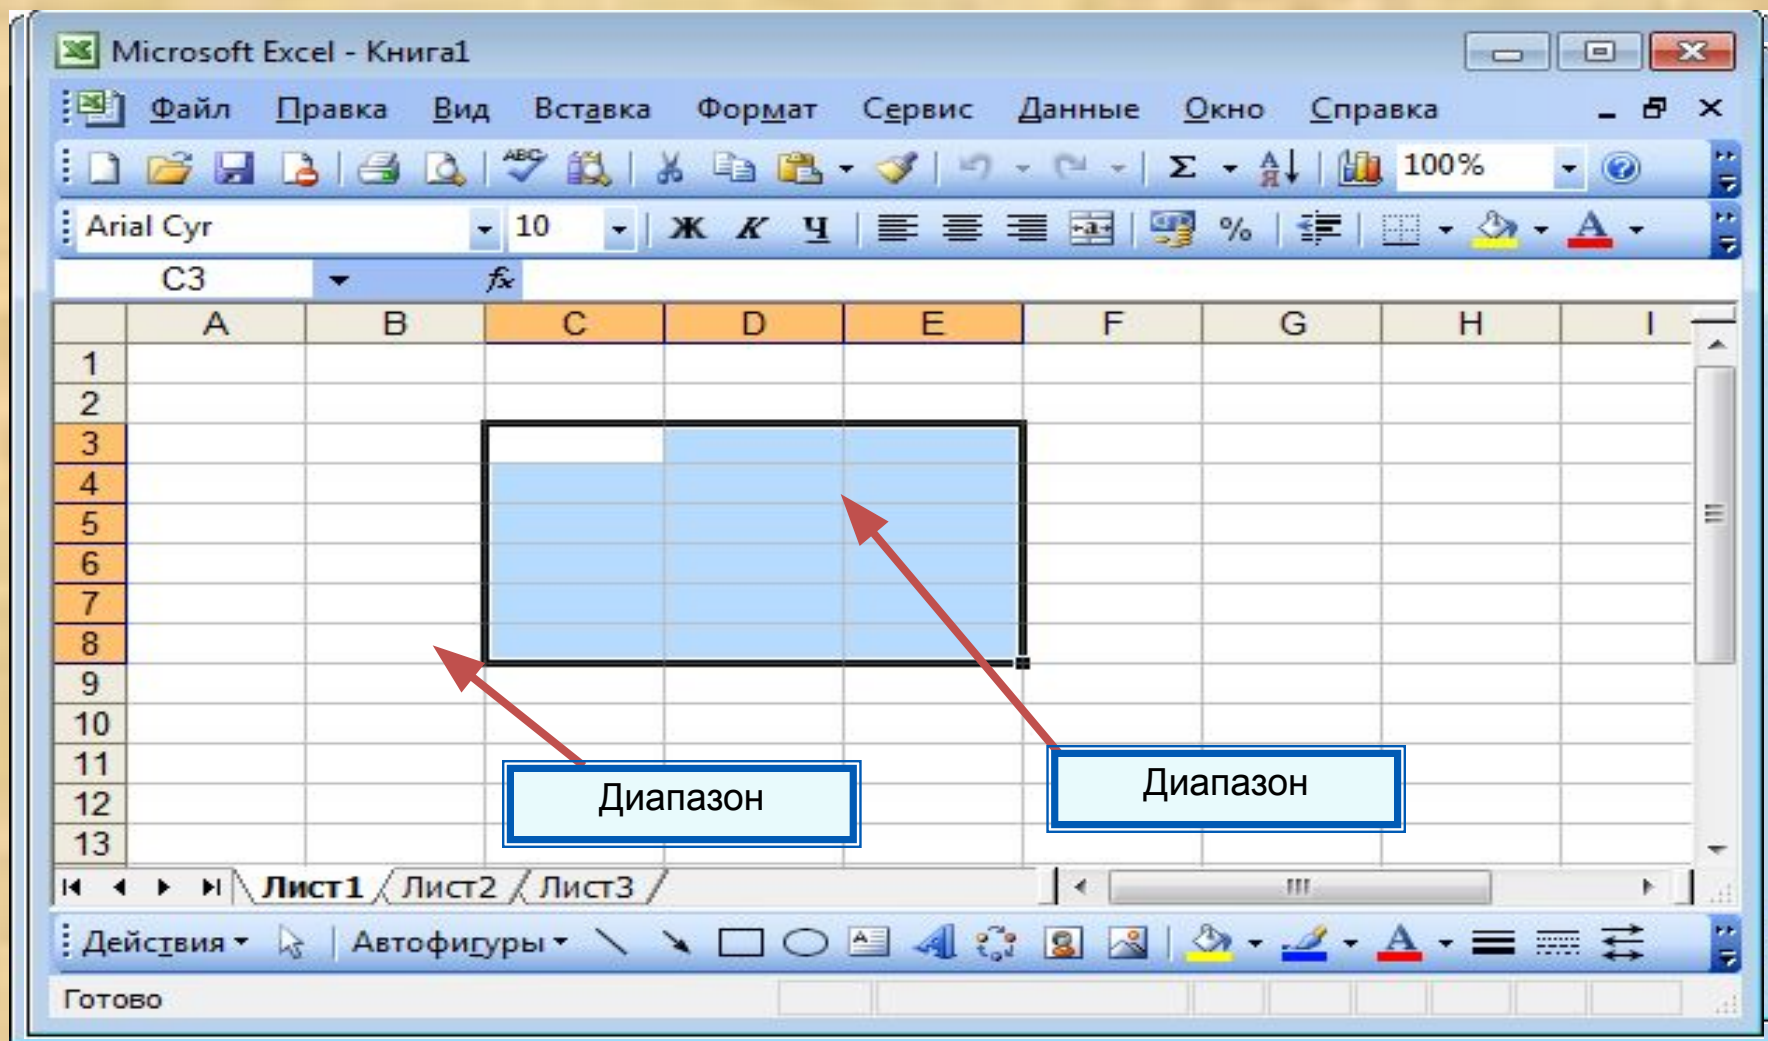 Microsoft Excel - Книга1
Файл Правка Вид Вставка Формат Сервис Данные Окно Справка
ABC Σ А Я 100% ?
Arial Cyr 10 Ж К Ч a % А
C3 fx
A B C D E F G H I
1
2
3
4
5
6
7
8
9
10
11
12
13
Диапазон
Диапазон
Лист1 Лист2 Лист3
Действия Автофигуры A A A
Готово